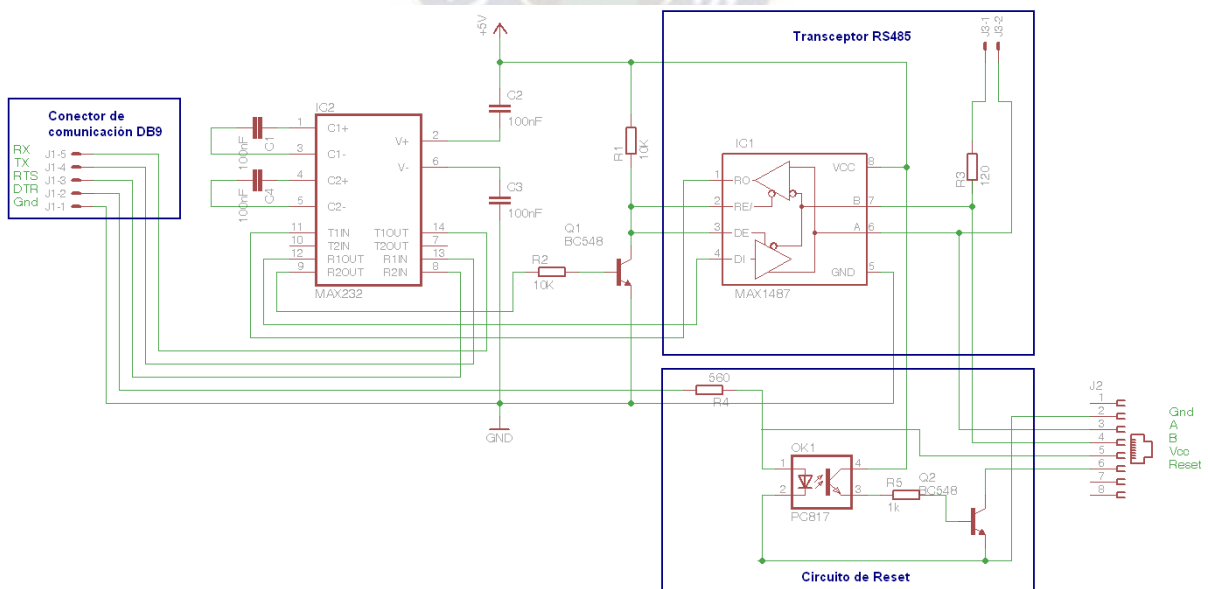 +5V
Transceptor RS485
J3-1
J3-2
Conector de
comunicación DB9
RX J1-5
TX J1-4
RTS J1-3
DTR J1-2
Gnd J1-1
IC2
1 C1+
3 C1-
4 C2+
5 C2-
11 T1IN
10 T2IN
12 R1OUT
9 R2OUT
V+ 2
V- 6
T1OUT 14
T2OUT 7
R1IN 13
R2IN 8
MAX232
100nF
C1
100nF
C4
C2
100nF
C3
100nF
R1
10K
Q1
BC548
R2
10K
IC1
1 RO
2 RE/
3 DE
4 DI
VCC 8
B 7
A 6
GND 5
MAX1487
R3
120
GND
560
R4
OK1
1
2
4
3
PC817
R5
1k
Q2
BC548
Circuito de Reset
J2
1
2 Gnd
3 A
4 B
5 Vcc
6 Reset
7
8